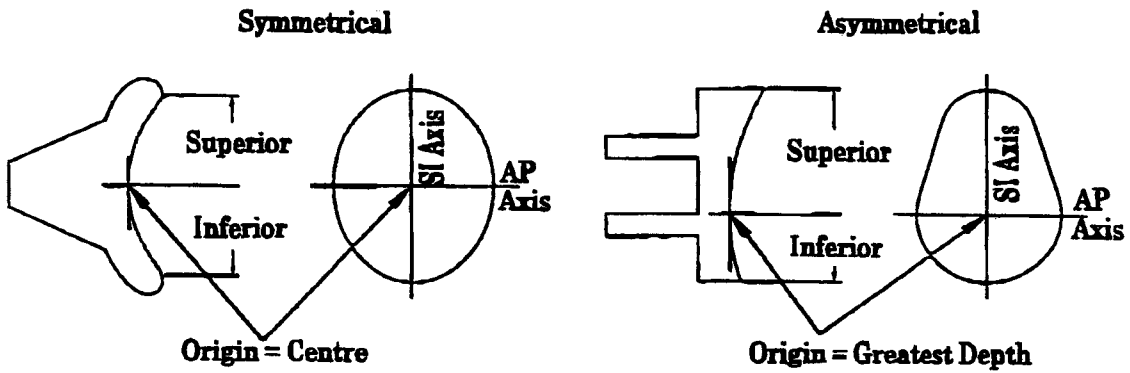 Symmetrical
Superior
Inferior
SI Axis
AP
Axis
Origin = Centre
Asymmetrical
Superior
Inferior
SI Axis
AP
Axis
Origin = Greatest Depth